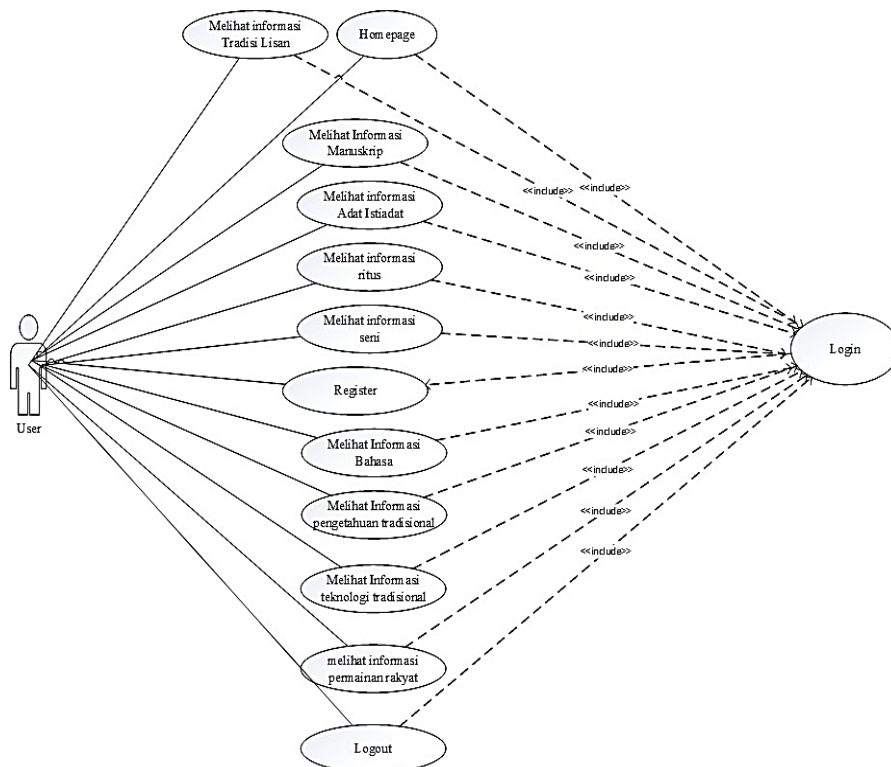 Melihat informasi
Tradisi Lisan
Homepage
Melihat Informasi
Manuskrip
<<include>>
<<include>>
Melihat informasi
Adat Istiadat
<<include>>
Melihat informasi
ritus
<<include>>
<<include>>
Melihat informasi
seni
<<include>>
Login
User
Register
<<include>>
Melihat Informasi
Bahasa
<<include>>
Melihat Informasi
pengetahuan tradisional
<<include>>
<<include>>
Melihat Informasi
teknologi tradisional
<<include>>
melihat informasi
permainan rakyat
<<include>>
Logout